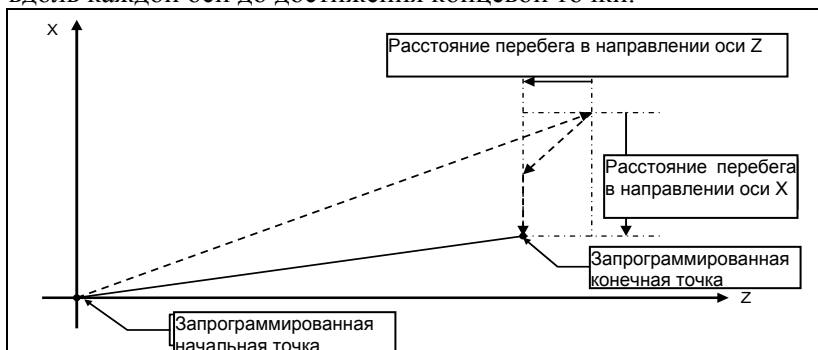 вдоль каждой оси до достижения концевой точки.
X
Расстояние перебега в направлении оси Z
Расстояние перебега
в направлении оси X
Запрограммированная
конечная точка
Z
Запрограммированная
начальная точка